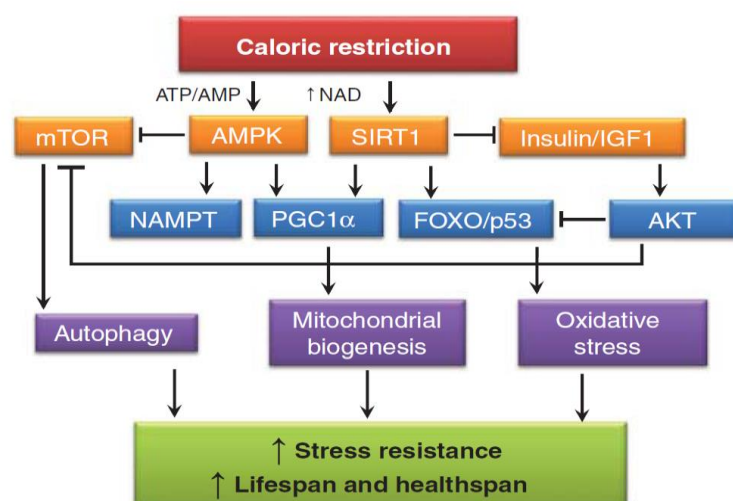 Caloric restriction
ATP/AMP
↑ NAD
mTOR
AMPK
SIRT1
Insulin/IGF1
NAMPT
PGC1α
FOXO/p53
AKT
Autophagy
Mitochondrial
biogenesis
Oxidative
stress
↑ Stress resistance
↑ Lifespan and healthspan